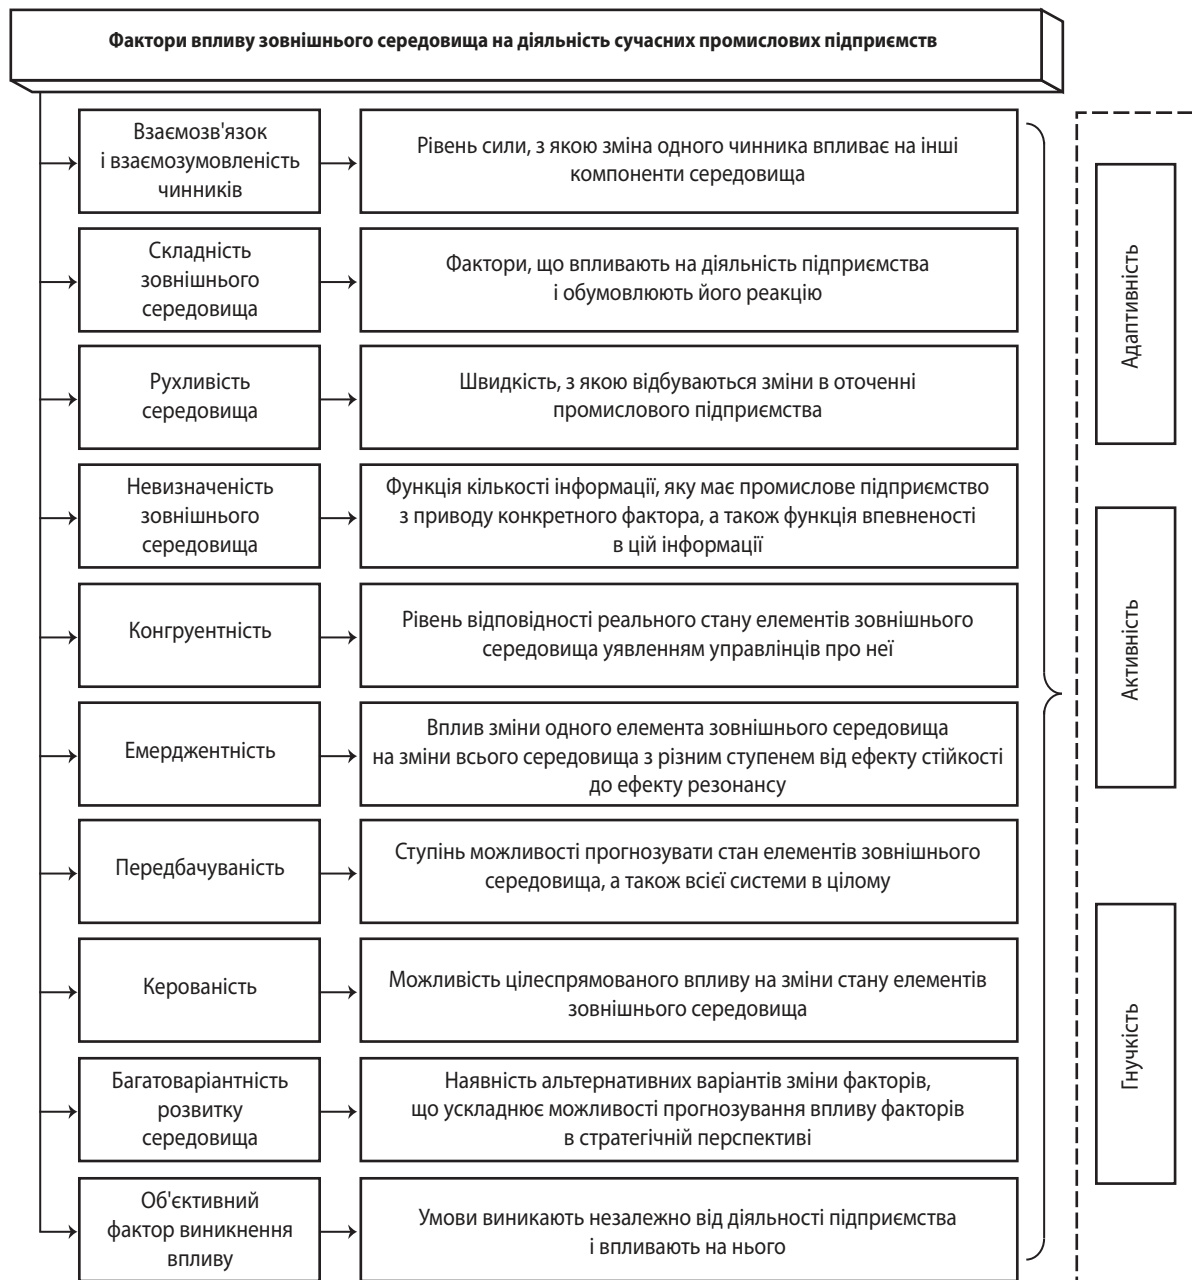 Фактори впливу зовнішнього середовища на діяльність сучасних промислових підприємств
Взаємозв'язок
і взаємозумовленість
чинників
Рівень сили, з якою зміна одного чинника впливає на інші
компоненти середовища
Складність
зовнішнього
середовища
Фактори, що впливають на діяльність підприємства
і обумовлюють його реакцію
Рухливість
середовища
Швидкість, з якою відбуваються зміни в оточенні
промислового підприємства
Невизначеність
зовнішнього
середовища
Функція кількості інформації, яку має промислове підприємство
з приводу конкретного фактора, а також функція впевненості
в цій інформації
Конгруентність
Рівень відповідності реального стану елементів зовнішнього
середовища уявленням управлінців про неї
Емерджентність
Вплив зміни одного елемента зовнішнього середовища
на зміни всього середовища з різним ступенем від ефекту стійкості
до ефекту резонансу
Передбачуваність
Ступінь можливості прогнозувати стан елементів зовнішнього
середовища, а також всієї системи в цілому
Керованість
Можливість цілеспрямованого впливу на зміни стану елементів
зовнішнього середовища
Багатоваріантність
розвитку
середовища
Наявність альтернативних варіантів зміни факторів,
що ускладнює можливості прогнозування впливу факторів
в стратегічній перспективі
Об'єктивний
фактор виникнення
впливу
Умови виникають незалежно від діяльності підприємства
і впливають на нього
Адаптивність
Активність
Гнучкість